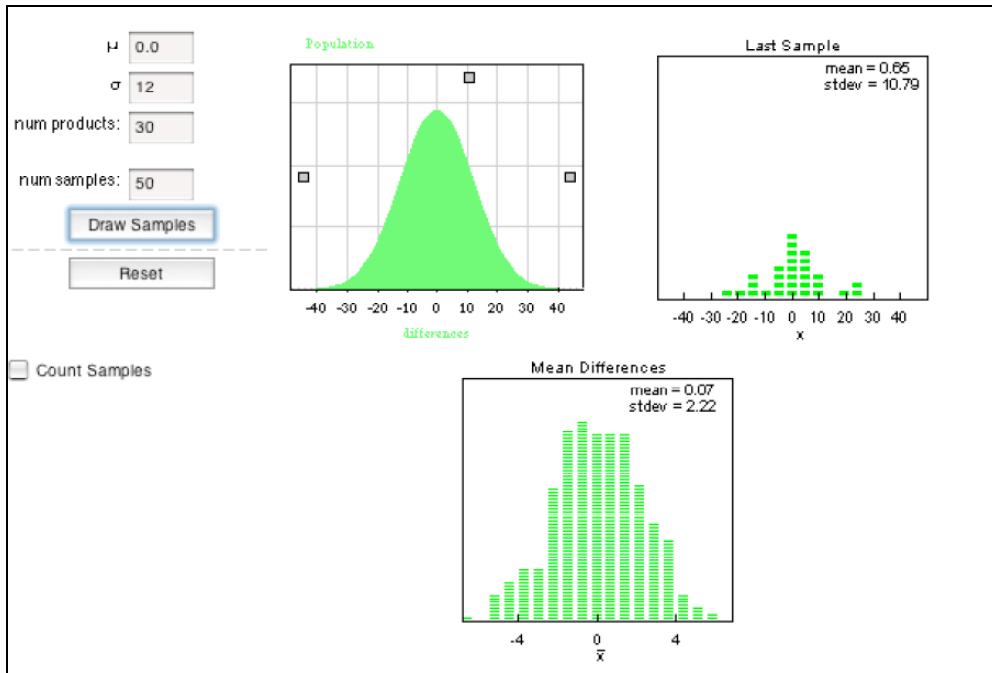 μ 0.0
σ 12
num products: 30
num samples: 50
Draw Samples
Reset
Count Samples
Population
-40 -30 -20 -10 0 10 20 30 40
differences
Last Sample
mean = 0.65
stdev = 10.79
-40 -30 -20 -10 0 10 20 30 40
x
Mean Differences
mean = 0.07
stdev = 2.22
-4 0 4
x̄